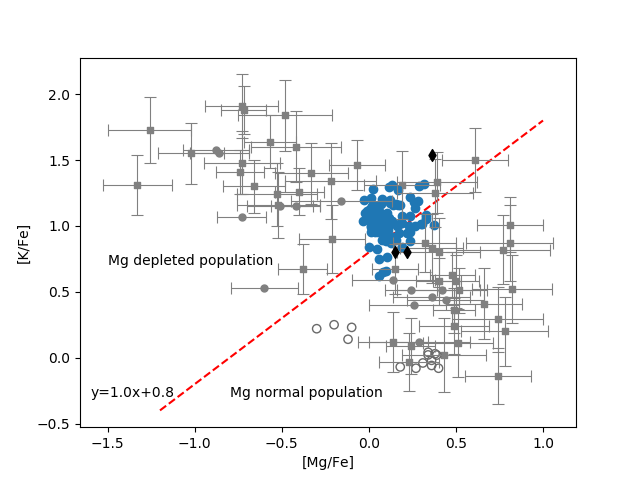 2.0
1.5
1.0
0.5
0.0
−0.5
[K/Fe]
Mg depleted population
y=1.0x+0.8
Mg normal population
−1.5
−1.0
−0.5
0.0
0.5
1.0
[Mg/Fe]